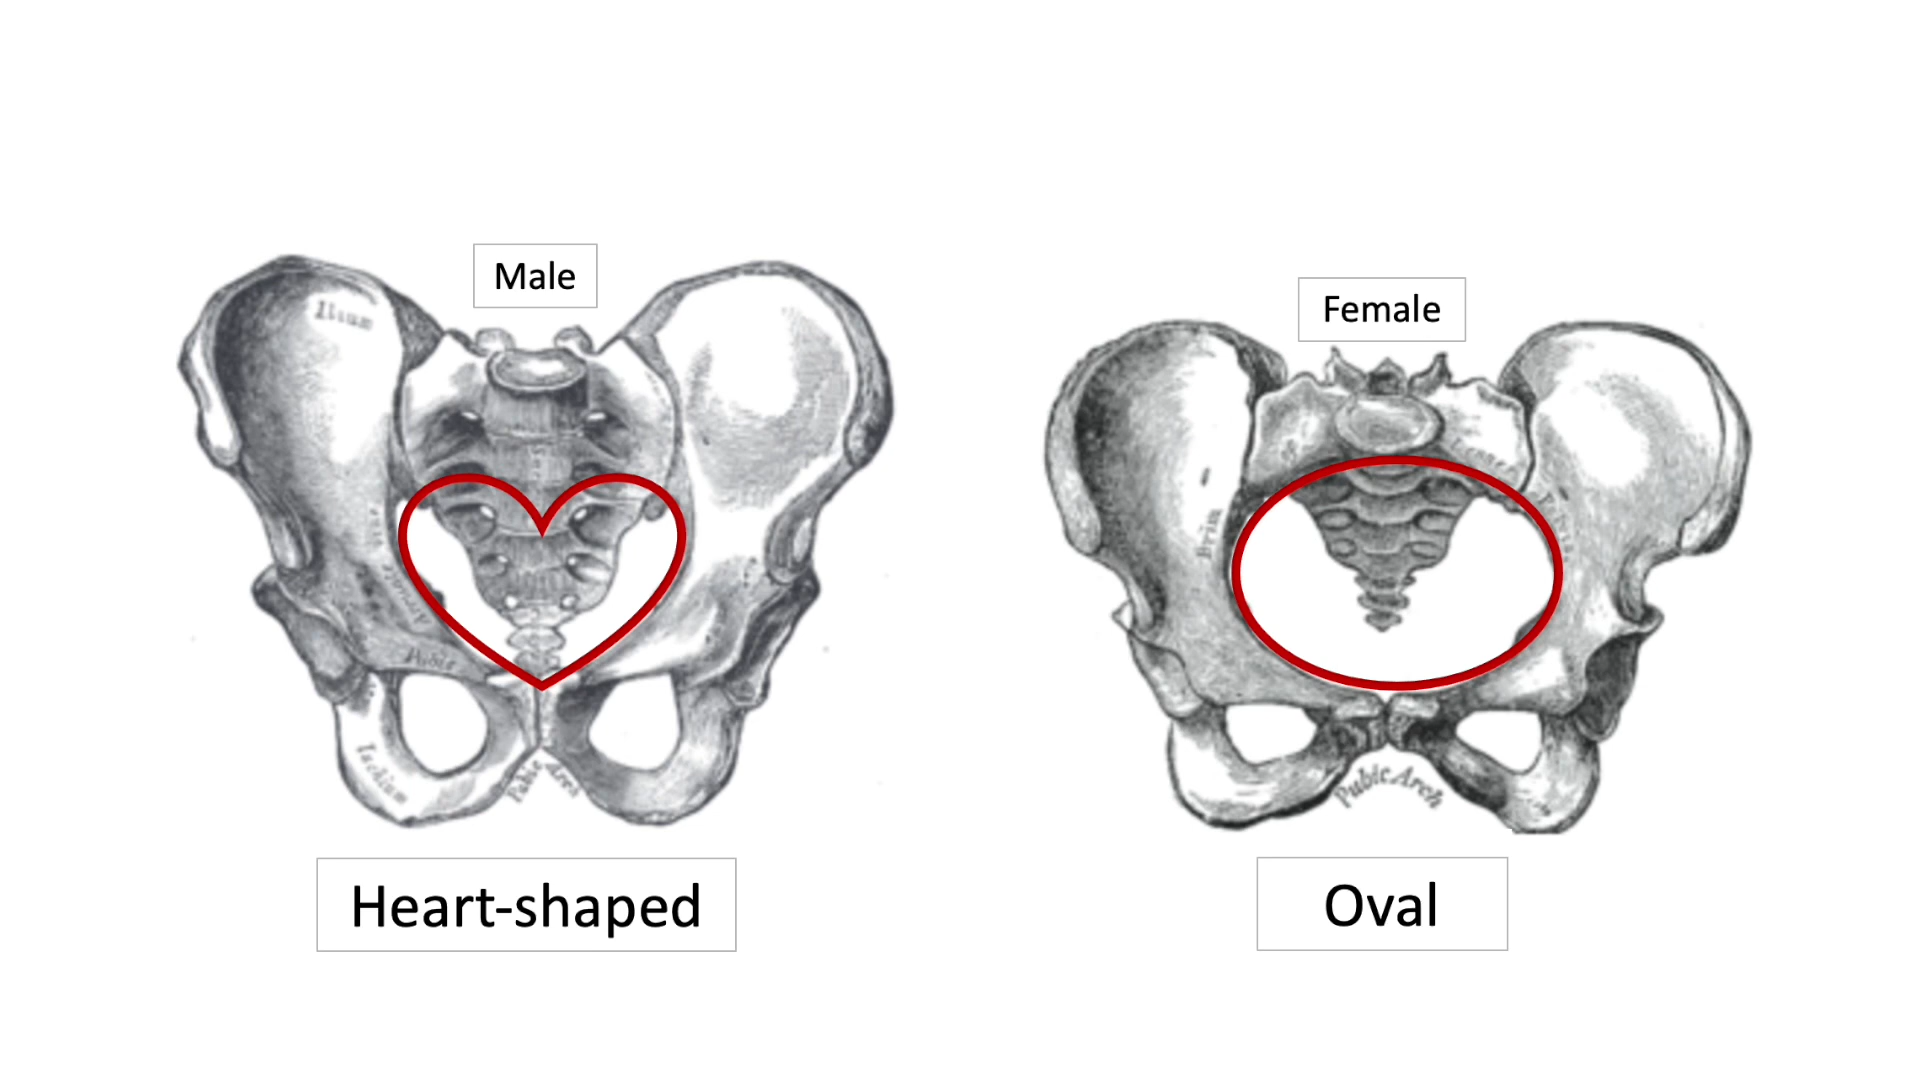 Male
Female
Ilium
Brim
Pubic
Ischium
Pubic Arch
Pubic Arch
Heart-shaped
Oval